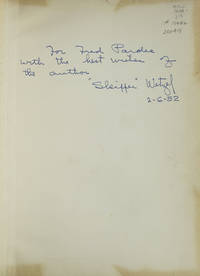 For Fred Pardee
with the best wishes of
the author
"Sleiffer" Wetzel
2-6-82